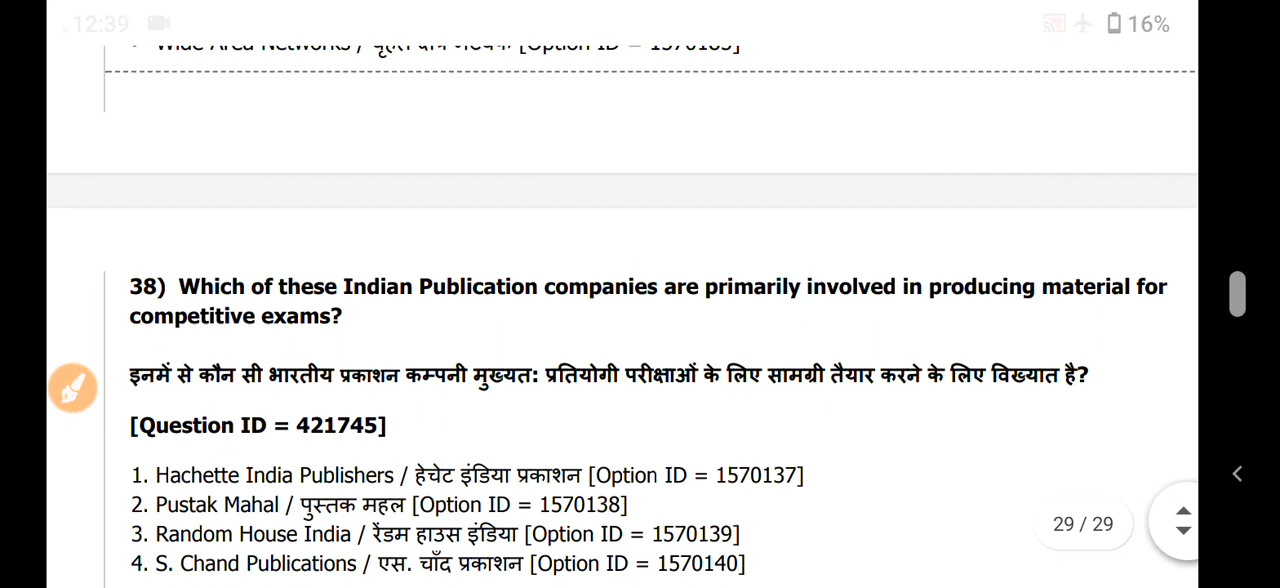 12:39
16%
38) Which of these Indian Publication companies are primarily involved in producing material for
competitive exams?
इनमें से कौन सी भारतीय प्रकाशन कम्पनी मुख्यत: प्रतियोगी परीक्षाओं के लिए सामग्री तैयार करने के लिए विख्यात है?
[Question ID = 421745]
1. Hachette India Publishers / हेचेट इंडिया प्रकाशन [Option ID = 1570137]
2. Pustak Mahal / पुस्तक महल [Option ID = 1570138]
3. Random House India / रेंडम हाउस इंडिया [Option ID = 1570139]
29 / 29
4. S. Chand Publications / एस. चाँद प्रकाशन [Option ID = 1570140]